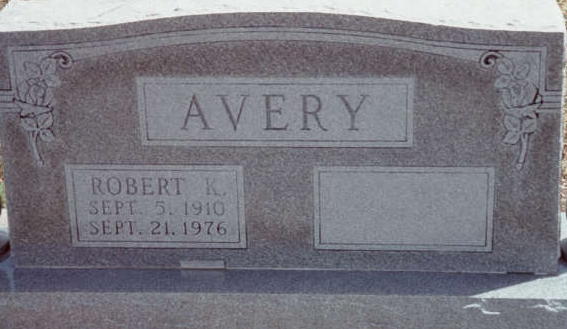 AVERY
ROBERT K.
SEPT. 5, 1910
SEPT. 21, 1976